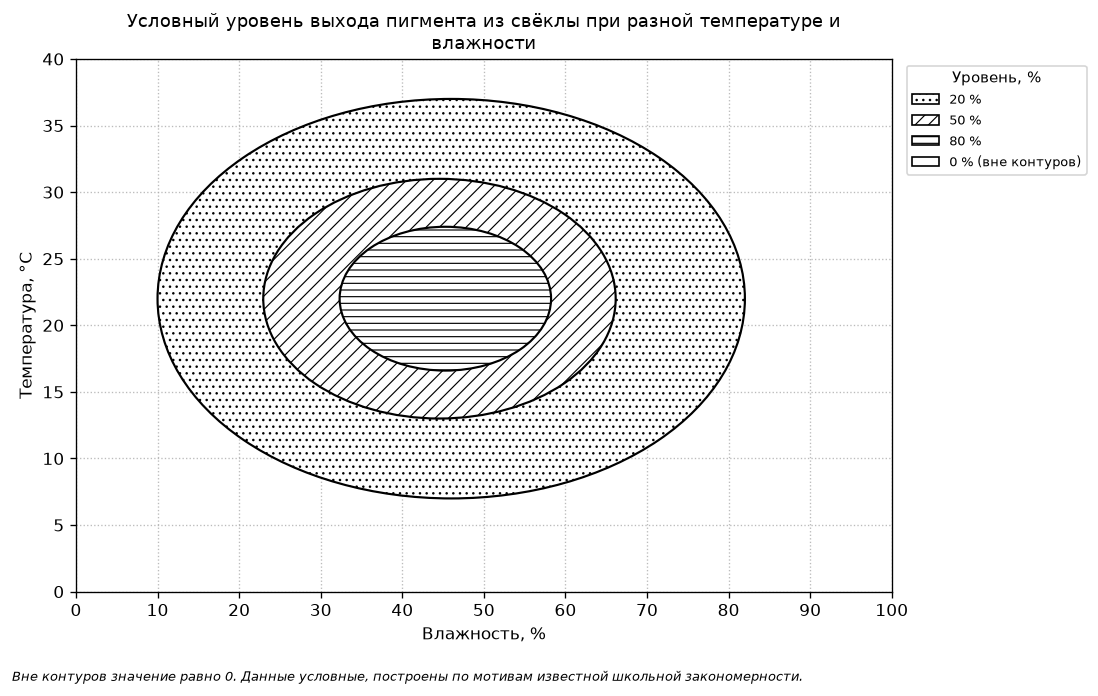 Условный уровень выхода пигмента из свёклы при разной температуре и
влажности
Температура, °C
40
35
30
25
20
15
10
5
0
0 10 20 30 40 50 60 70 80 90 100
Влажность, %
Уровень, %
20 %
50 %
80 %
0 % (вне контуров)
Вне контуров значение равно 0. Данные условные, построены по мотивам известной школьной закономерности.